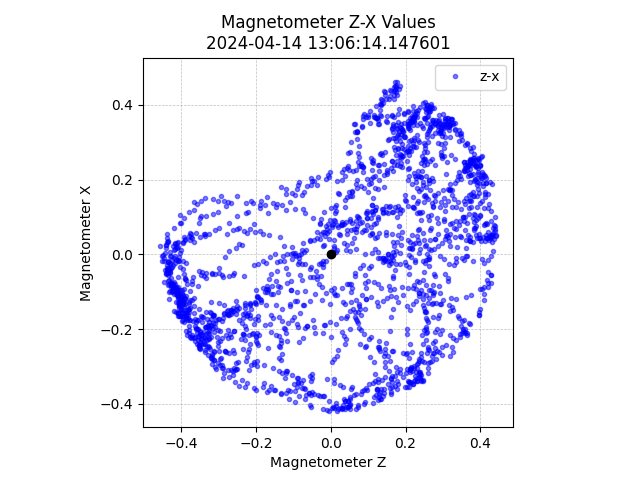 Magnetometer Z-X Values
2024-04-14 13:06:14.147601
z-x
Magnetometer X
0.4
0.2
0.0
−0.2
−0.4
−0.4
−0.2
0.0
0.2
0.4
Magnetometer Z